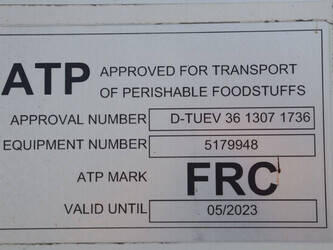 ATP APPROVED FOR TRANSPORT
OF PERISHABLE FOODSTUFFS
APPROVAL NUMBER D-TUEV 36 1307 1736
EQUIPMENT NUMBER 5179948
ATP MARK FRC
VALID UNTIL 05/2023